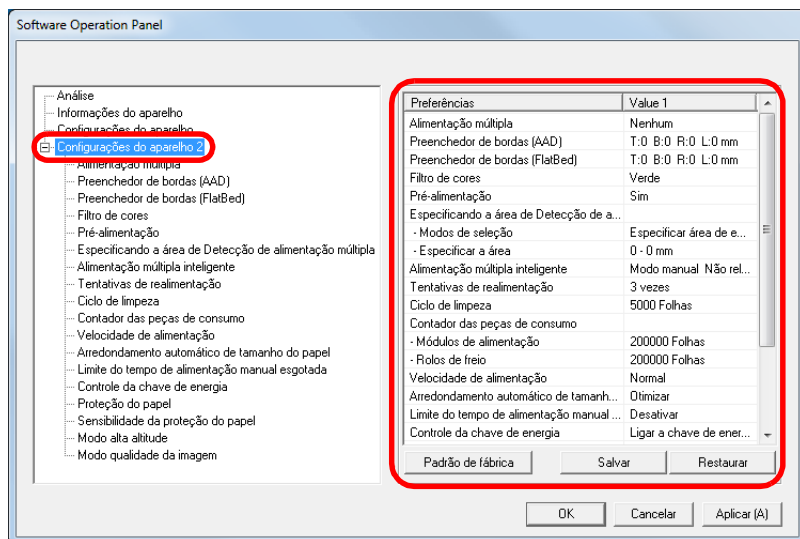 Software Operation Panel
Análise
Informações do aparelho
Configurações do aparelho
Configurações do aparelho 2
Alimentação múltipla
Preenchedor de bordas (AAD)
Preenchedor de bordas (FlatBed)
Filtro de cores
Pré-alimentação
Especificando a área de Detecção de alimentação múltipla
Alimentação múltipla inteligente
Tentativas de realimentação
Ciclo de limpeza
Contador das peças de consumo
Velocidade de alimentação
Arredondamento automático de tamanho do papel
Limite do tempo de alimentação manual esgotada
Controle da chave de energia
Proteção do papel
Sensibilidade da proteção do papel
Modo alta altitude
Modo qualidade da imagem
Preferências Value 1
Alimentação múltipla Nenhum
Preenchedor de bordas (AAD) T:0 B:0 R:0 L:0 mm
Preenchedor de bordas (FlatBed) T:0 B:0 R:0 L:0 mm
Filtro de cores Verde
Pré-alimentação Sim
Especificando a área de Detecção de a...
- Modos de seleção Especificar área de e...
- Especificar a área 0 - 0 mm
Alimentação múltipla inteligente Modo manual Não rel...
Tentativas de realimentação 3 vezes
Ciclo de limpeza 5000 Folhas
Contador das peças de consumo
- Módulos de alimentação 200000 Folhas
- Rolos de freio 200000 Folhas
Velocidade de alimentação Normal
Arredondamento automático de tamanh... Otimizar
Limite do tempo de alimentação manual ... Desativar
Controle da chave de energia Ligar a chave de ener...
Padrão de fábrica Salvar Restaurar
OK Cancelar Aplicar (A)